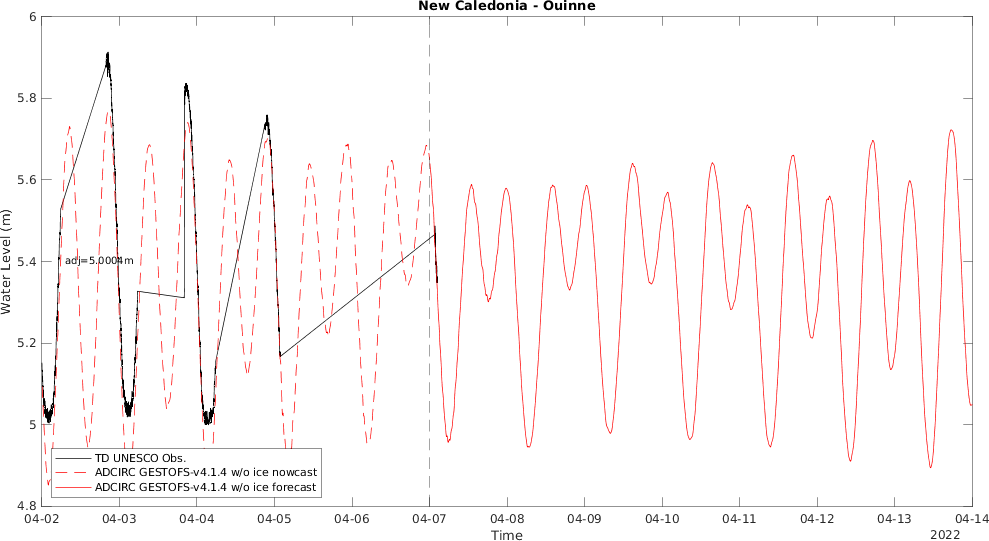 New Caledonia - Ouinne
6
5.8
5.6
5.4
5.2
5
4.8
Water Level (m)
adj=5.0004m
TD UNESCO Obs.
ADCIRC GESTOFS-v4.1.4 w/o ice nowcast
ADCIRC GESTOFS-v4.1.4 w/o ice forecast
04-02 04-03 04-04 04-05 04-06 04-07 04-08 04-09 04-10 04-11 04-12 04-13 04-14
Time
2022